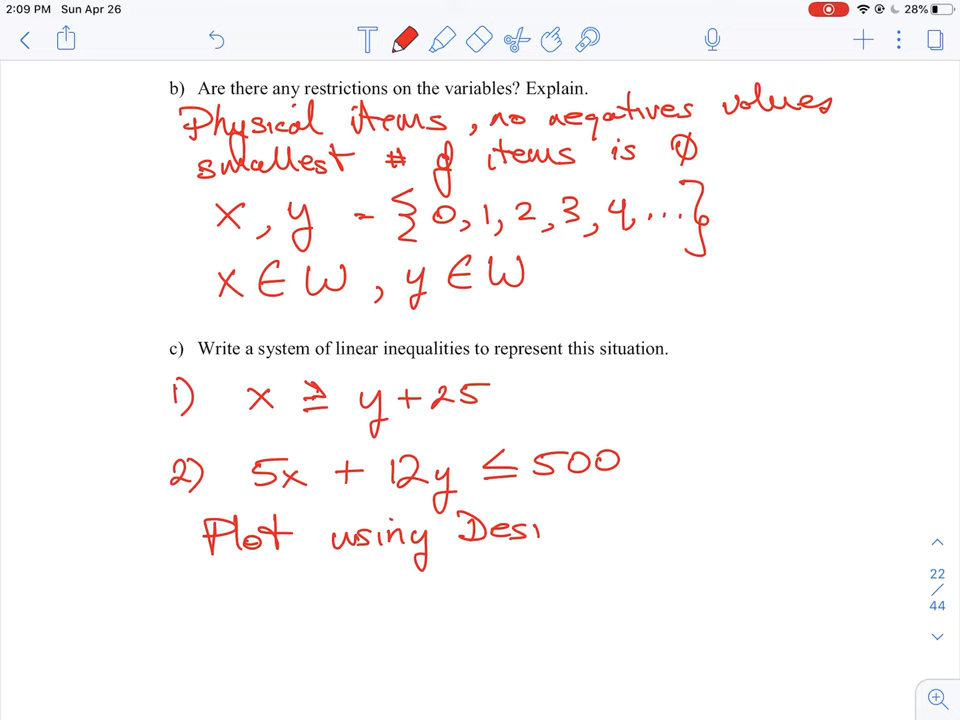 2:09 PM Sun Apr 26 28%
T
b) Are there any restrictions on the variables? Explain.
Physical items, no negatives values
smallest # of items is 0
x, y = {0, 1, 2, 3, 4, ...}
x ∈ W, y ∈ W
c) Write a system of linear inequalities to represent this situation.
1) x ≥ y + 25
2) 5x + 12y ≤ 500
Plot using Des
22
/
44